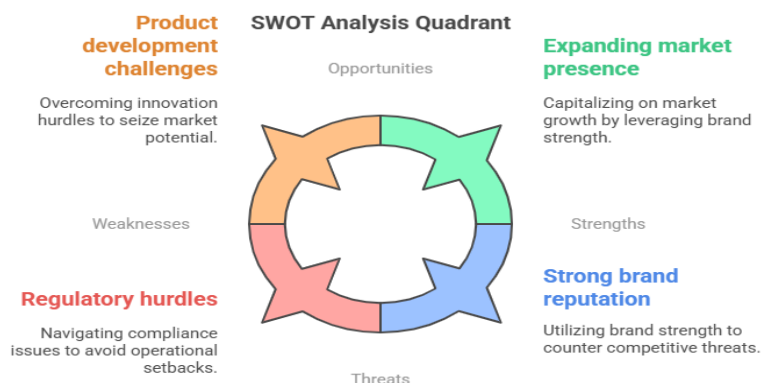 SWOT Analysis Quadrant
Opportunities
Product
development
challenges
Overcoming innovation
hurdles to seize market
potential.
Expanding market
presence
Capitalizing on market
growth by leveraging brand
strength.
Weaknesses
Strengths
Regulatory hurdles
Navigating compliance
issues to avoid operational
setbacks.
Strong brand
reputation
Utilizing brand strength to
counter competitive threats.
Threats